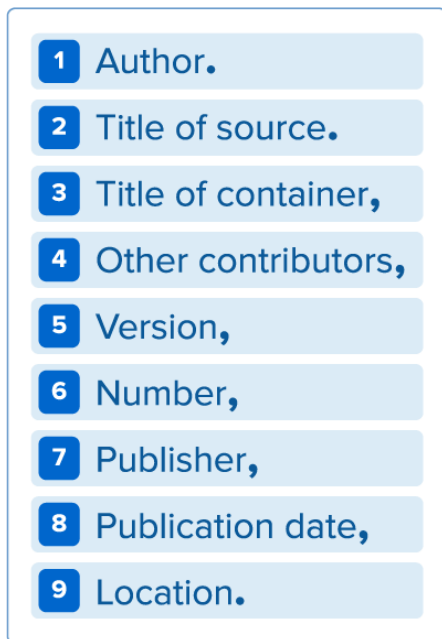 1 Author.
2 Title of source.
3 Title of container,
4 Other contributors,
5 Version,
6 Number,
7 Publisher,
8 Publication date,
9 Location.